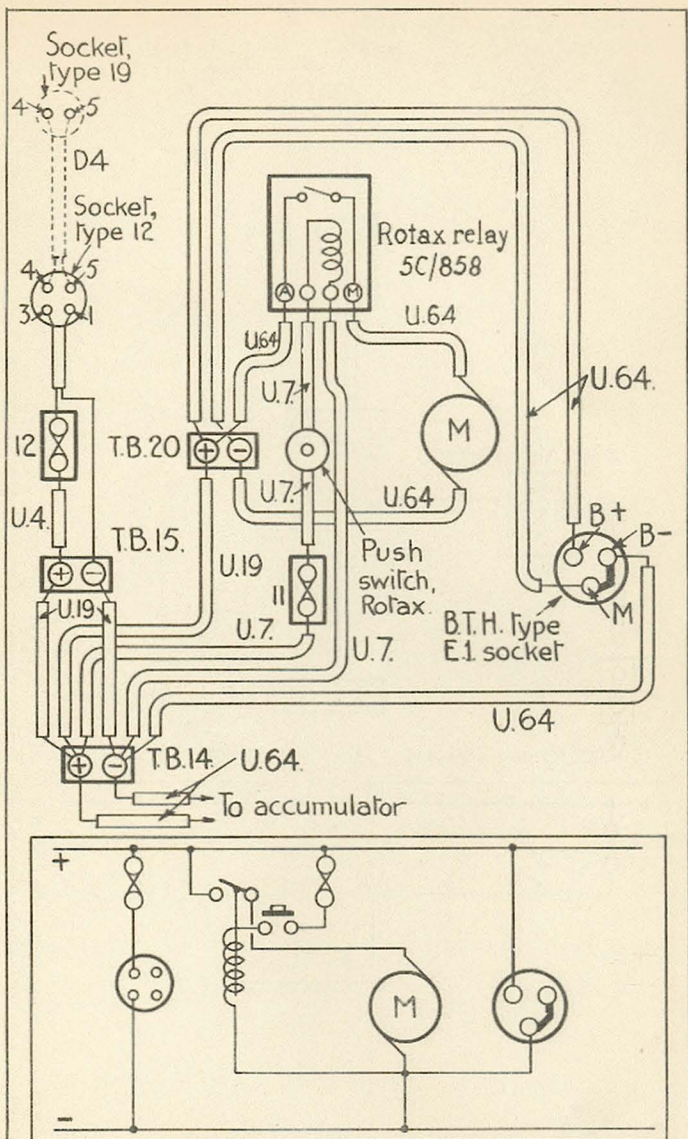 Socket,
type 19
4
5
D4
Socket,
type 12
4
5
3
1
Rotax relay
5C/858
A
M
U.64
U.64
U.7.
U.64.
12
T.B.20
+
−
M
U.7.
U.64
U.4.
T.B.15.
U.19
Push
switch,
Rotax.
B+
B-
+
−
11
U.19
U.7.
U.7.
B.T.H. type
E.1. socket
M
U.64
+
−
T.B.14
U.64.
To accumulator
+
M
−